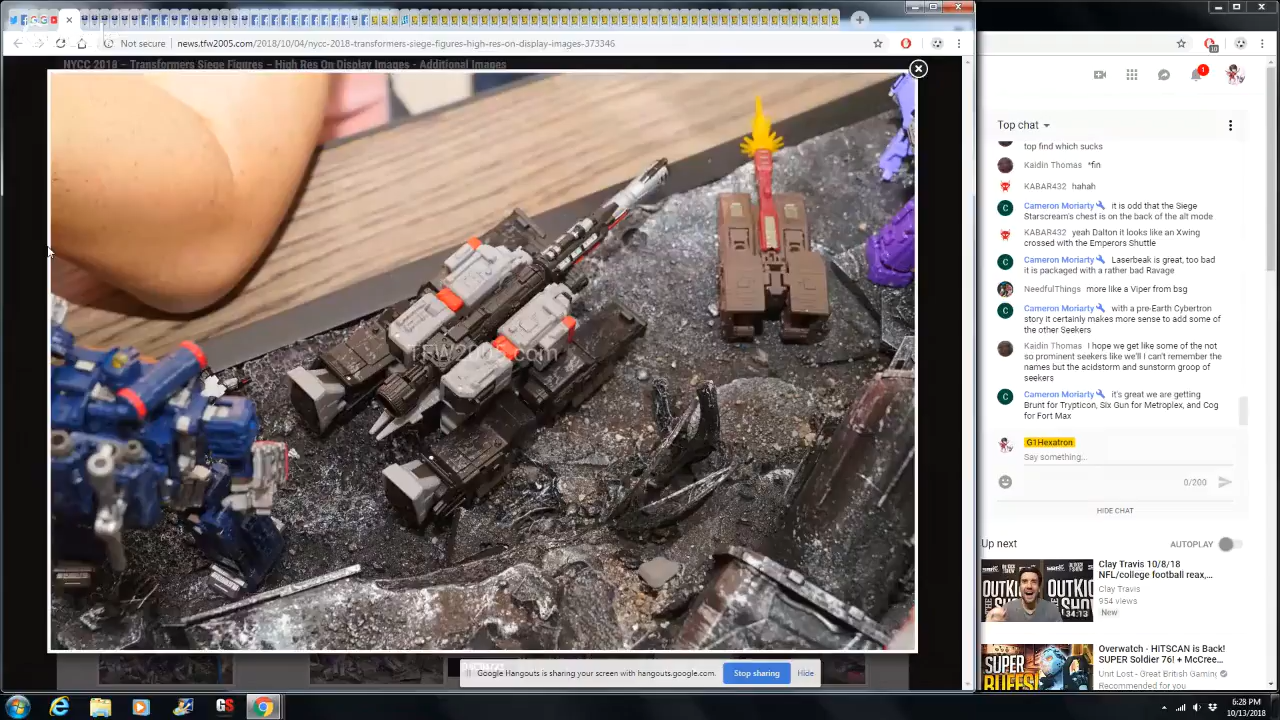 Not secure | news.tfw2005.com/2018/10/04/nycc-2018-transformers-siege-figures-high-res-on-display-images-373346
NYCC 2018 – Transformers Siege Figures – High Res On Display Images - Additional Images
TFW2005.com
Google Hangouts is sharing your screen with hangouts.google.com.
Stop sharing
Hide
10
1
Top chat
top find which sucks
Kaidin Thomas *fin
KABAR432 hahah
Cameron Moriarty it is odd that the Siege
Starscream's chest is on the back of the alt mode
KABAR432 yeah Dalton it looks like an Xwing
crossed with the Emperors Shuttle
Cameron Moriarty Laserbeak is great, too bad
it is packaged with a rather bad Ravage
NeedfulThings more like a Viper from bsg
Cameron Moriarty with a pre-Earth Cybertron
story it certainly makes more sense to add some of
the other Seekers
Kaidin Thomas I hope we get like some of the not
so prominent seekers like we'll I can't remember the
names but the acidstorm and sunstorm groop of
seekers
Cameron Moriarty it's great we are getting
Brunt for Trypticon, Six Gun for Metroplex, and Cog
for Fort Max
G1Hexatron
Say something...
0/200
HIDE CHAT
Up next
AUTOPLAY
OUTKI
THE SHO
34:13
Clay Travis 10/8/18
NFL/college football reax,...
Clay Travis
954 views
New
SUPER
BUFFS!
Overwatch - HITSCAN is Back!
SUPER Soldier 76! + McCree...
Unit Lost - Great British Gaming
Recommended for you
GS
6:28 PM
10/13/2018